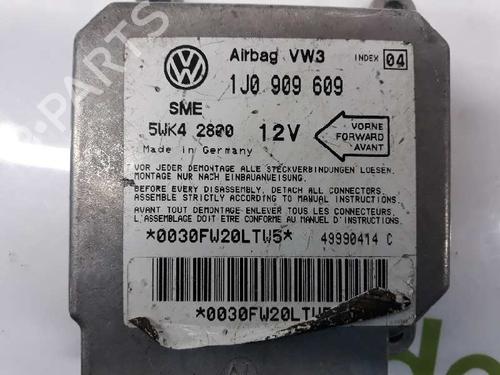 Airbag VW3
INDEX 04
1J0 909 609
SME
5WK4 2800
12V
Made in Germany
VORNE
FORWARD
AVANT
VOR JEDER DEMONTAGE ALLE STECKVERBINDUNGEN LOESEN.
MONTAGE NUR NACH EINBAUANWEISUNG.
BEFORE EVERY DISASSEMBLY, DETACH ALL CONNECTORS.
ASSEMBLE STRICTLY ACCORDING TO MANUAL INSTRUCTIONS.
AVANT TOUT DEMONTAGE ENLEVER TOUS LES CONNECTEURS.
L'ASSEMBLAGE DOIT ETRE CONFORME AU MANUEL D'INSTRUCTIONS.
*0030FW20LTW5*
49990414 C
*0030FW20LTW5